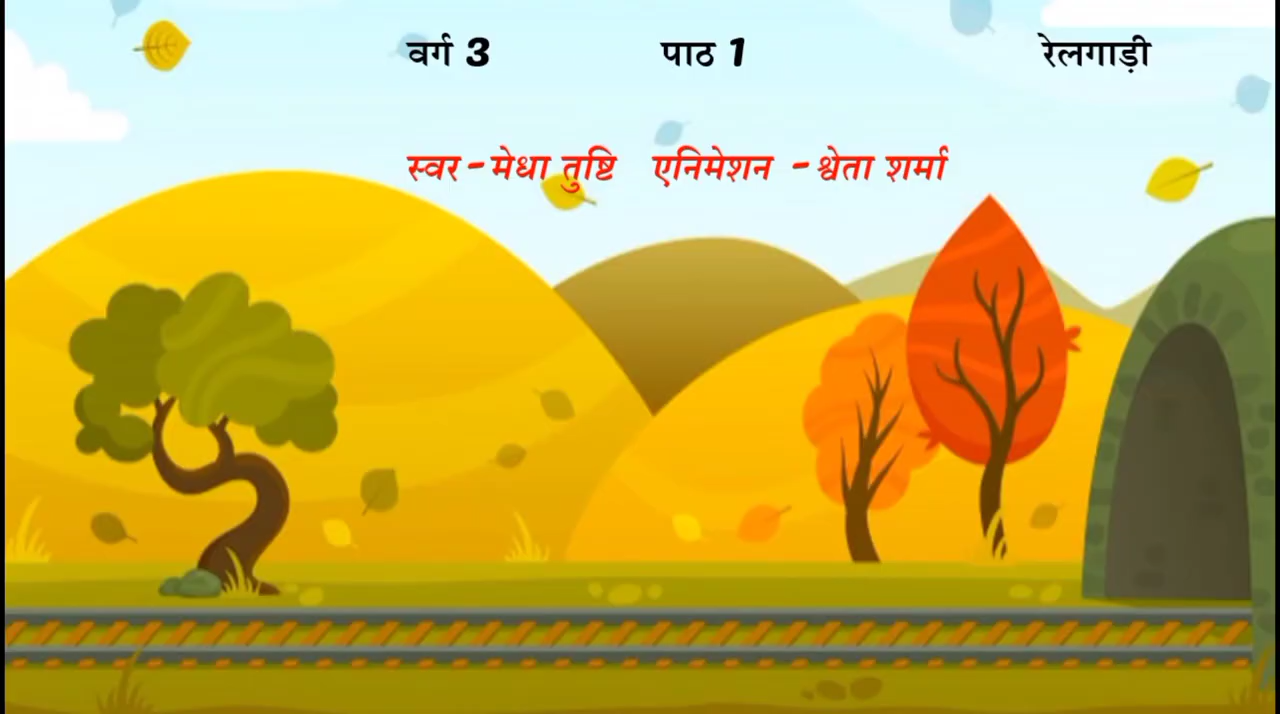 वर्ग 3 पाठ 1 रेलगाड़ी
स्वर - मेधा तुष्टि एनिमेशन - श्वेता शर्मा